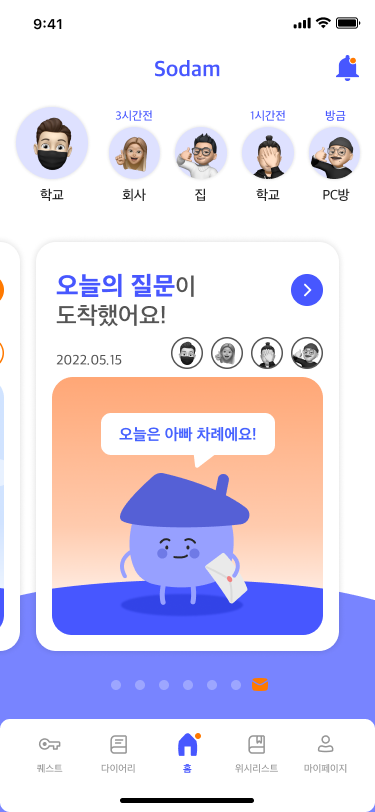 9:41
Sodam
3시간전
1시간전
방금
학교
회사
집
학교
PC방
오늘의 질문이
도착했어요!
2022.05.15
오늘은 아빠 차례에요!
퀘스트
다이어리
홈
위시리스트
마이페이지